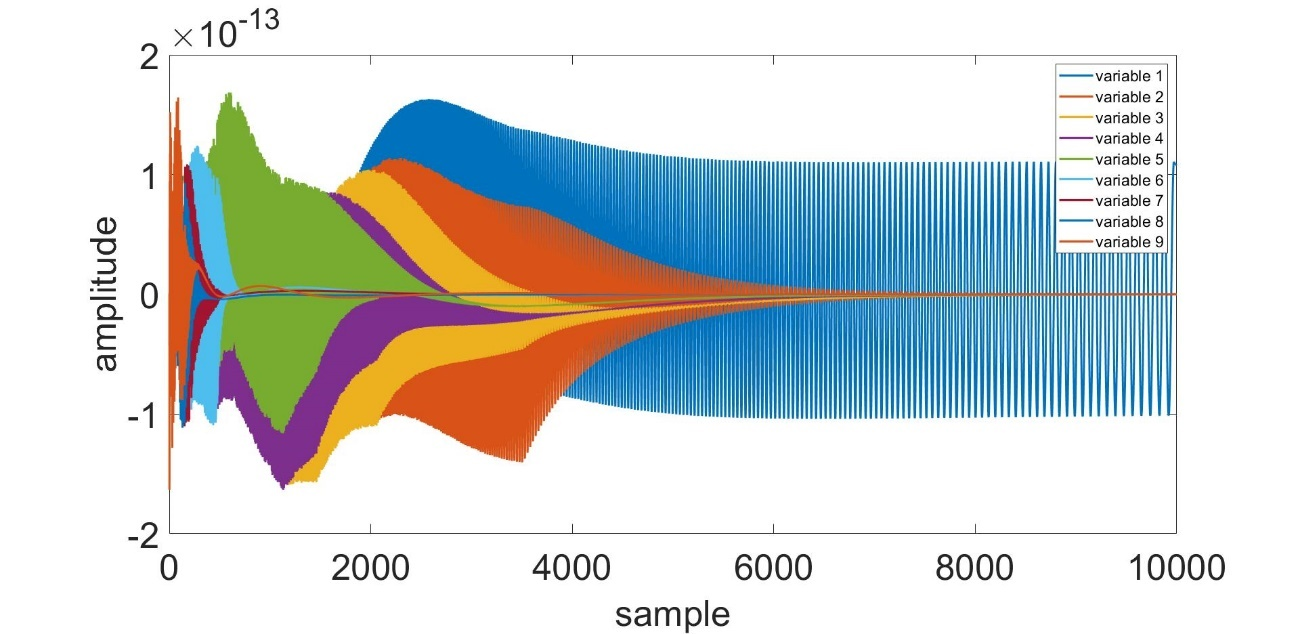 ×10-13
2
1
0
-1
-2
amplitude
0 2000 4000 6000 8000 10000
sample
variable 1
variable 2
variable 3
variable 4
variable 5
variable 6
variable 7
variable 8
variable 9